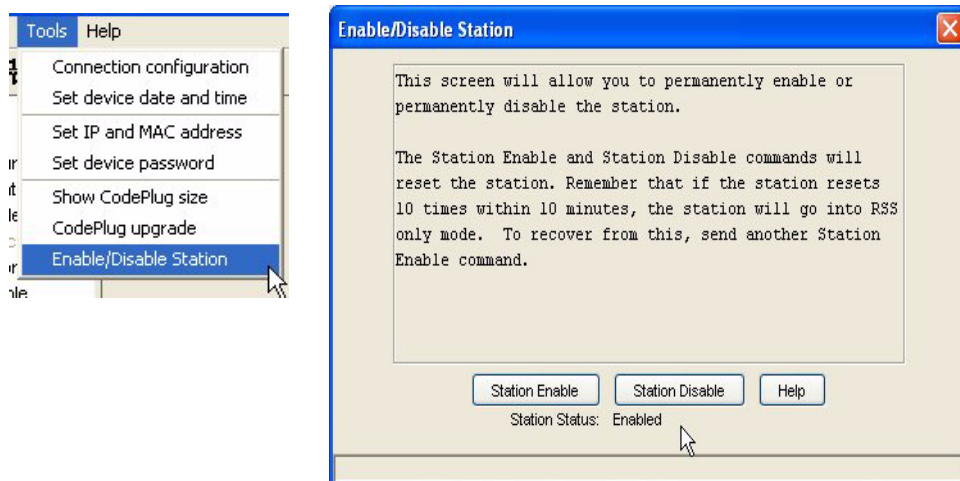 Tools Help
Connection configuration
Set device date and time
Set IP and MAC address
Set device password
Show CodePlug size
CodePlug upgrade
Enable/Disable Station
Enable/Disable Station
This screen will allow you to permanently enable or
permanently disable the station.
The Station Enable and Station Disable commands will
reset the station. Remember that if the station resets
10 times within 10 minutes, the station will go into RSS
only mode. To recover from this, send another Station
Enable command.
Station Enable Station Disable Help
Station Status: Enabled